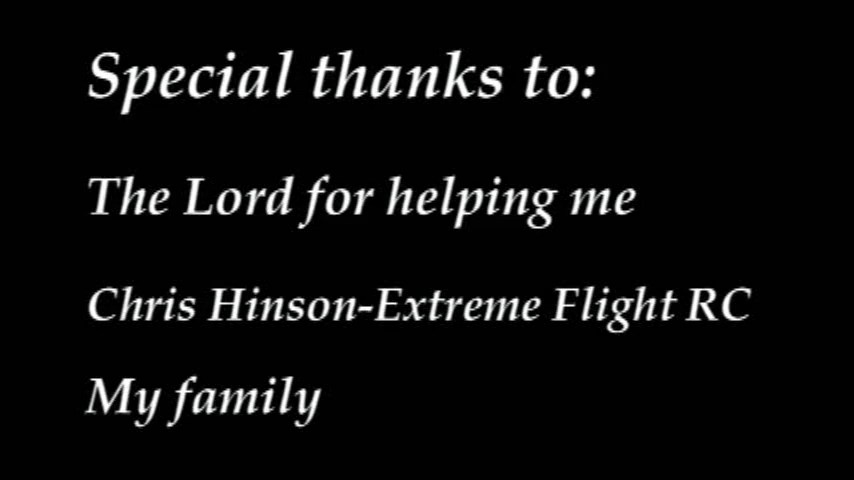 Special thanks to:
The Lord for helping me
Chris Hinson-Extreme Flight RC
My family